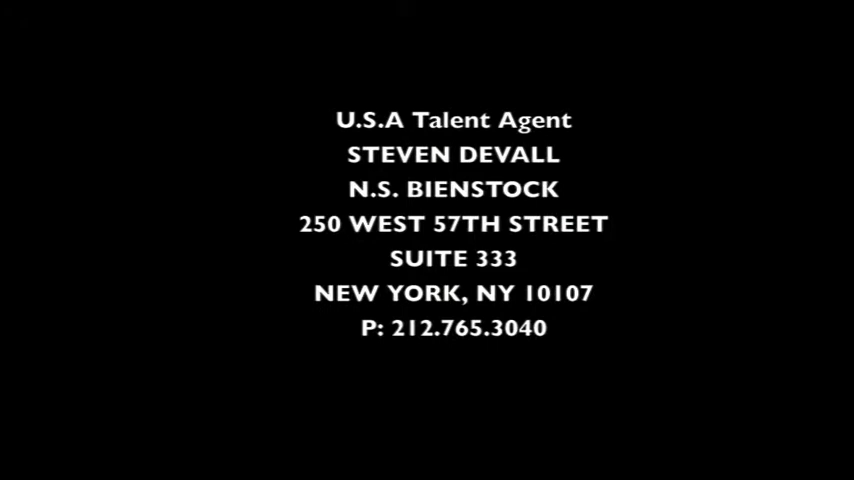 U.S.A Talent Agent
STEVEN DEVALL
N.S. BIENSTOCK
250 WEST 57TH STREET
SUITE 333
NEW YORK, NY 10107
P: 212.765.3040